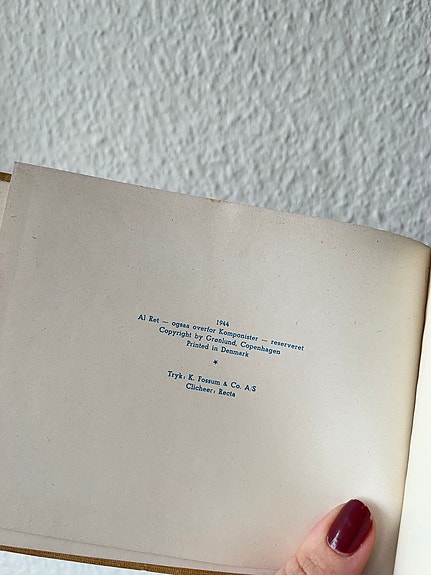 1944
Al Ret — ogsaa overfor Komponister — reserveret
Copyright by Grønlund, Copenhagen
Printed in Denmark
★
Tryk: K. Fossum & Co. A/S
Clicheer: Recta